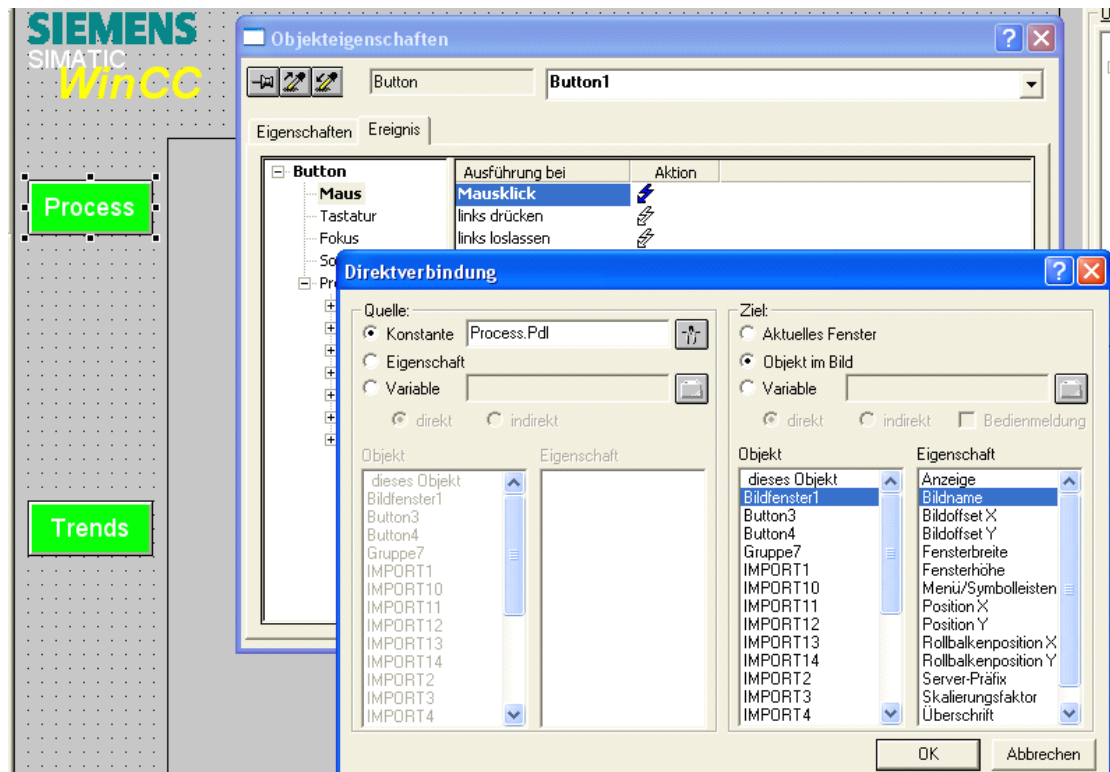 SIEMENS
SIMATIC
WinCC
Process
Trends
Objekteigenschaften
Button
Button1
Eigenschaften
Ereignis
Button
Maus
Tastatur
Fokus
So
Pr
Ausführung bei Aktion
Mausklick
links drücken
links loslassen
Direktverbindung
Quelle:
Konstante Process.Pdl
Eigenschaft
Variable
direkt indirekt
Objekt
dieses Objekt
Bildfenster1
Button3
Button4
Gruppe7
IMPORT1
IMPORT10
IMPORT11
IMPORT12
IMPORT13
IMPORT14
IMPORT2
IMPORT3
IMPORT4
Eigenschaft
Ziel:
Aktuelles Fenster
Objekt im Bild
Variable
direkt indirekt Bedienmeldung
Objekt
dieses Objekt
Bildfenster1
Button3
Button4
Gruppe7
IMPORT1
IMPORT10
IMPORT11
IMPORT12
IMPORT13
IMPORT14
IMPORT2
IMPORT3
IMPORT4
Eigenschaft
Anzeige
Bildname
Bildoffset X
Bildoffset Y
Fensterbreite
Fensterhöhe
Menü/Symbolleisten
Position X
Position Y
Rollbalkenposition X
Rollbalkenposition Y
Server-Präfix
Skalierungsfaktor
Überschrift
OK
Abbrechen